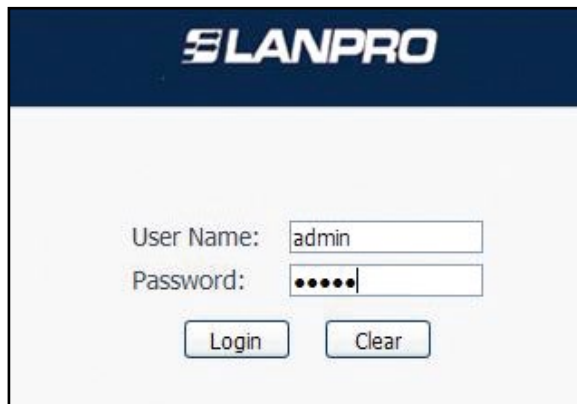 LANPRO
User Name: admin
Password: •••••
Login Clear